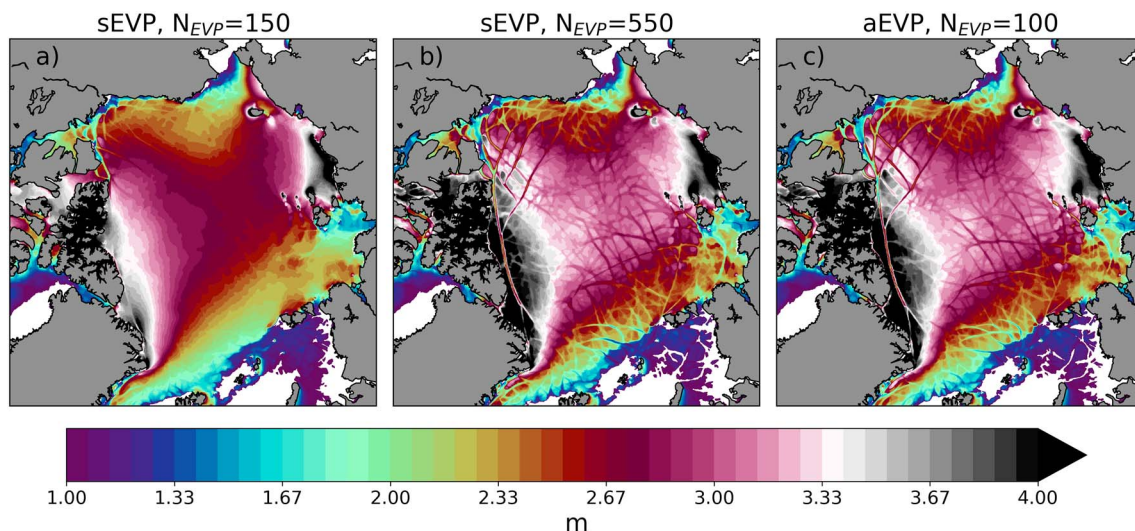 sEVP, N_EVP=150 sEVP, N_EVP=550 aEVP, N_EVP=100
a) b) c)
1.00 1.33 1.67 2.00 2.33 2.67 3.00 3.33 3.67 4.00
m